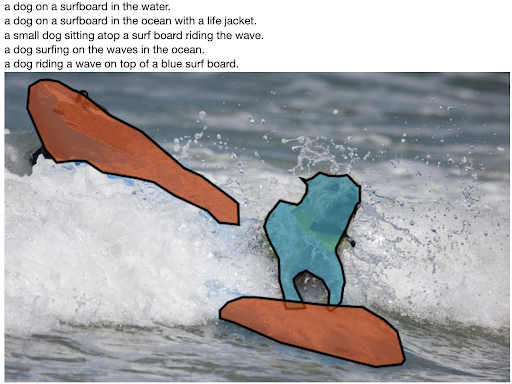 a dog on a surfboard in the water.
a dog on a surfboard in the ocean with a life jacket.
a small dog sitting atop a surf board riding the wave.
a dog surfing on the waves in the ocean.
a dog riding a wave on top of a blue surf board.